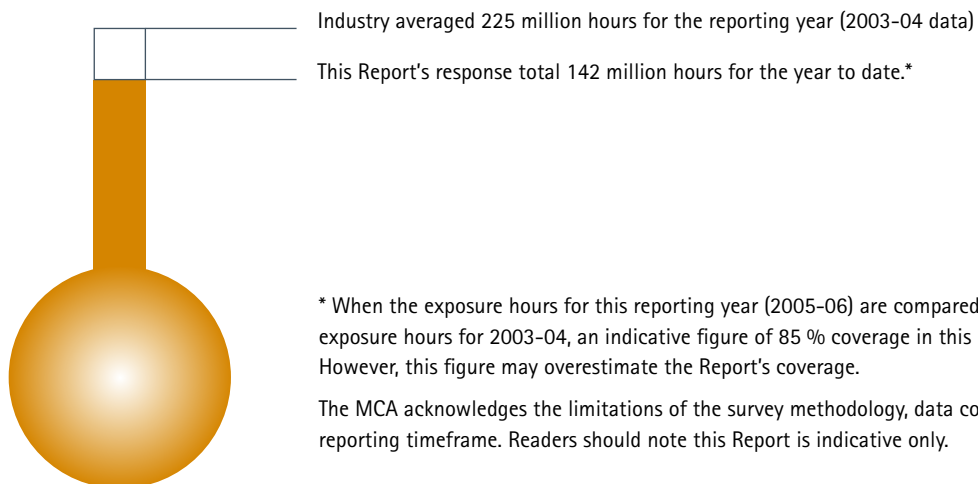 Industry averaged 225 million hours for the reporting year (2003-04 data)
This Report's response total 142 million hours for the year to date.*
* When the exposure hours for this reporting year (2005-06) are compared
exposure hours for 2003-04, an indicative figure of 85 % coverage in this
However, this figure may overestimate the Report's coverage.
The MCA acknowledges the limitations of the survey methodology, data co
reporting timeframe. Readers should note this Report is indicative only.